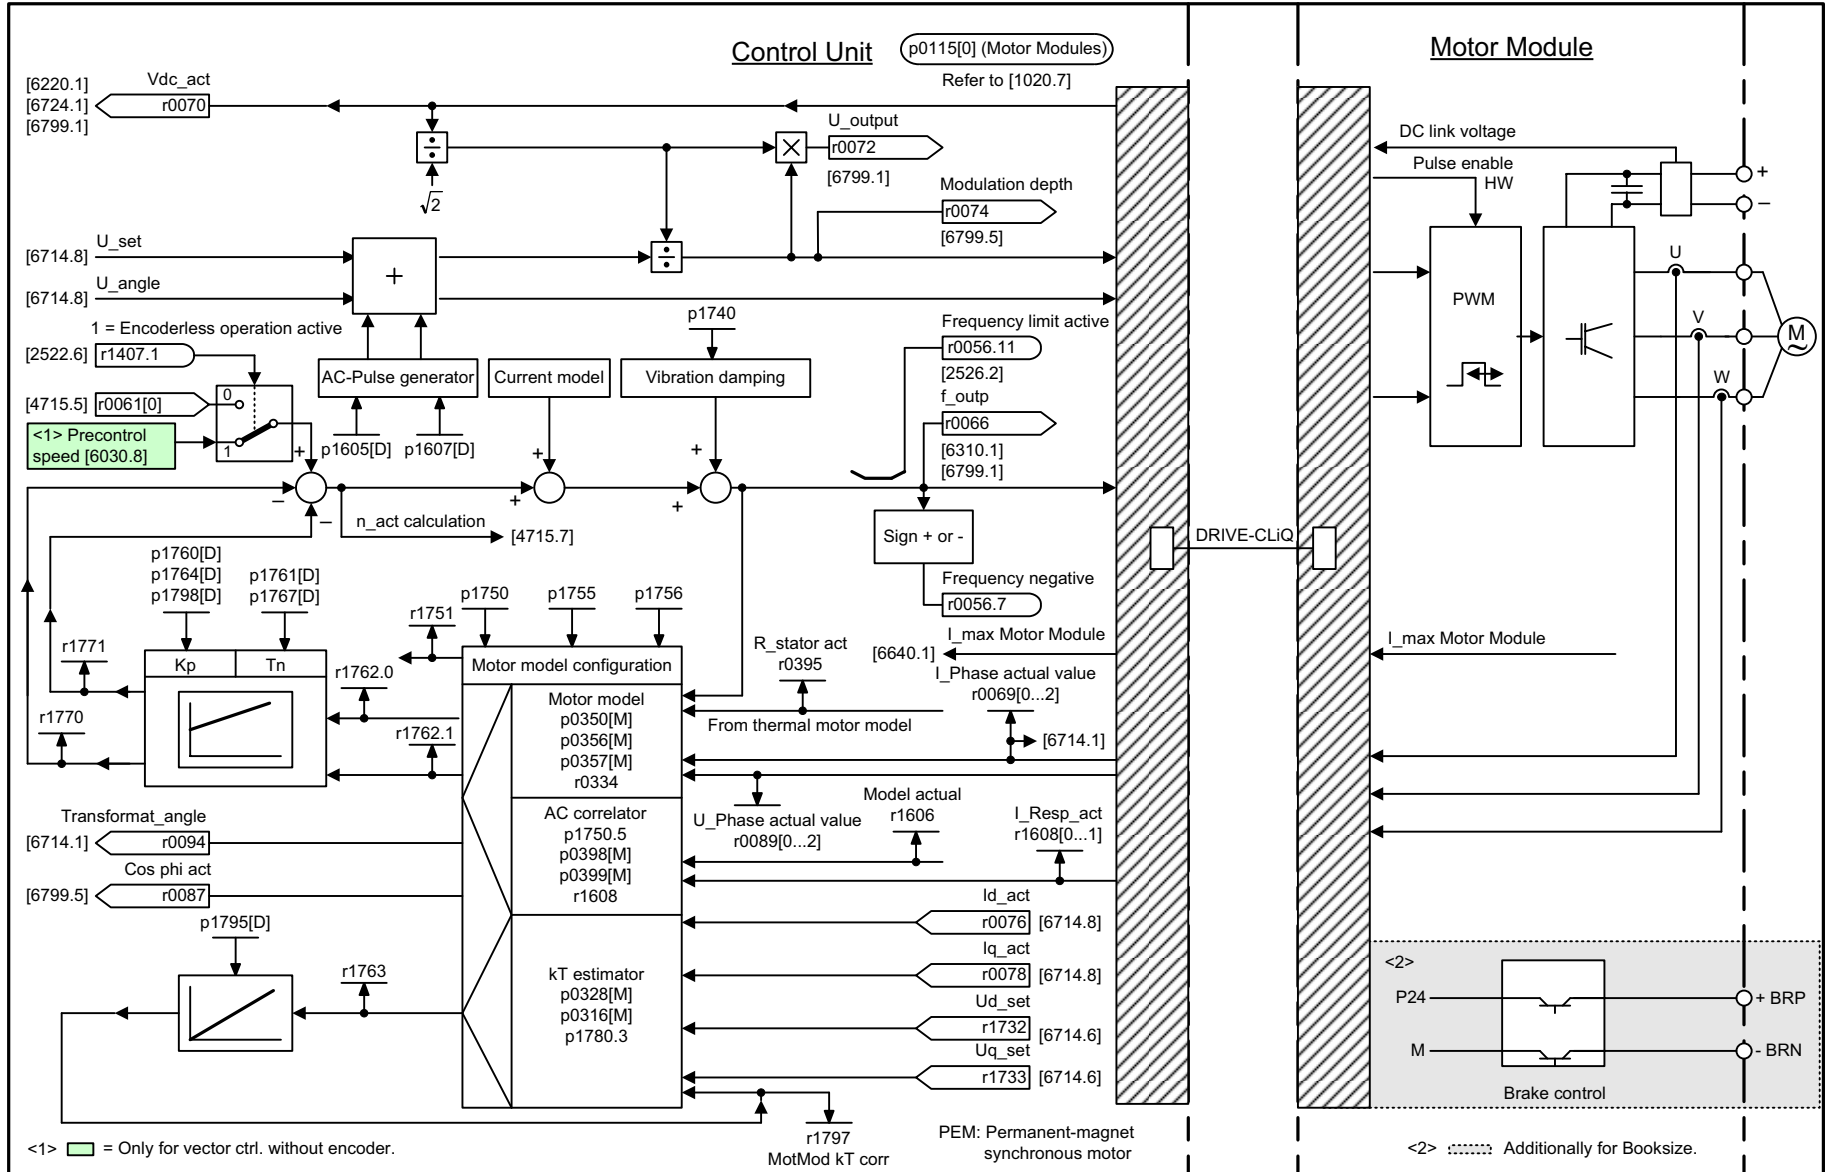 Control Unit
p0115[0] (Motor Modules)
Refer to [1020.7]
Motor Module
[6220.1]
[6724.1]
[6799.1]
Vdc_act
r0070
÷
√2
×
U_output
r0072
[6799.1]
Modulation depth
r0074
[6799.5]
DC link voltage
Pulse enable
HW
+
–
[6714.8]
U_set
[6714.8]
U_angle
+
÷
PWM
U
V
W
M
~
1 = Encoderless operation active
[2522.6]
r1407.1
[4715.5]
r0061[0]
0
1
<1> Precontrol
speed [6030.8]
AC-Pulse generator
p1605[D]
p1607[D]
Current model
p1740
Vibration damping
Frequency limit active
r0056.11
[2526.2]
f_outp
r0066
[6310.1]
[6799.1]
+
–
–
+
+
+
+
n_act calculation
[4715.7]
Sign + or -
Frequency negative
r0056.7
DRIVE-CLiQ
p1760[D]
p1764[D]
p1798[D]
p1761[D]
p1767[D]
r1771
r1770
Kp
Tn
r1751
r1762.0
r1762.1
p1750
p1755
p1756
Motor model configuration
Motor model
p0350[M]
p0356[M]
p0357[M]
r0334
AC correlator
p1750.5
p0398[M]
p0399[M]
r1608
kT estimator
p0328[M]
p0316[M]
p1780.3
R_stator act
r0395
From thermal motor model
I_max Motor Module
[6640.1]
I_Phase actual value
r0069[0...2]
[6714.1]
I_max Motor Module
U_Phase actual value
r0089[0...2]
Model actual
r1606
I_Resp_act
r1608[0...1]
Transformat_angle
[6714.1]
r0094
Cos phi act
[6799.5]
r0087
p1795[D]
r1763
Id_act
r0076
[6714.8]
Iq_act
r0078
[6714.8]
Ud_set
r1732
[6714.6]
Uq_set
r1733
[6714.6]
r1797
MotMod kT corr
<2>
P24
M
+ BRP
- BRN
Brake control
<1>
= Only for vector ctrl. without encoder.
PEM: Permanent-magnet
synchronous motor
<2>
Additionally for Booksize.